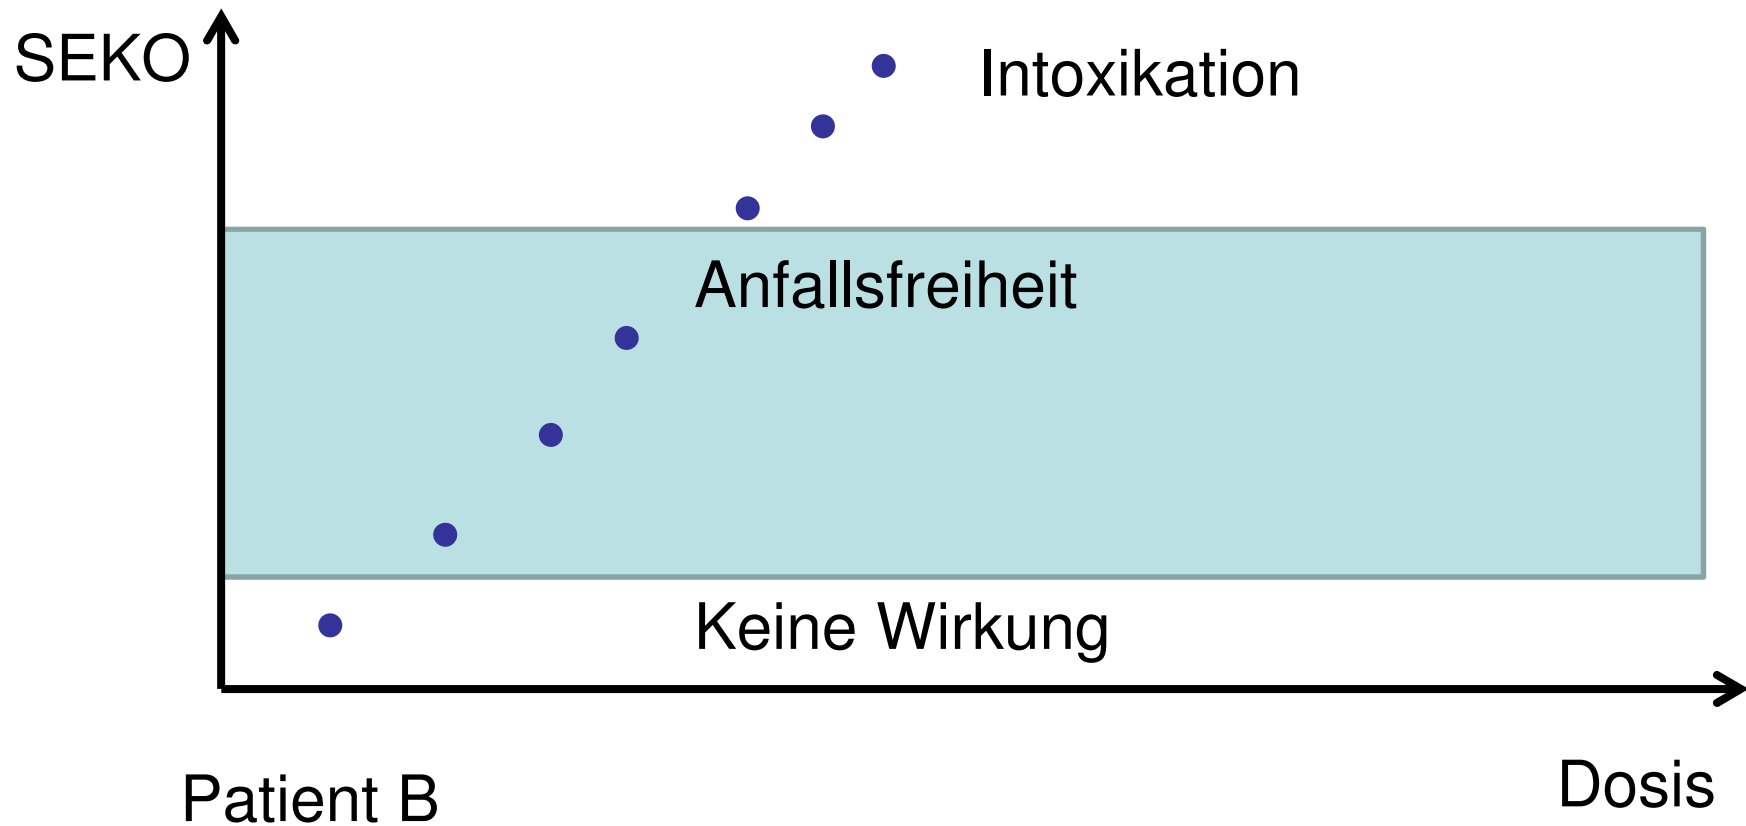 SEKO
Intoxikation
Anfallsfreiheit
Keine Wirkung
Dosis
Patient B